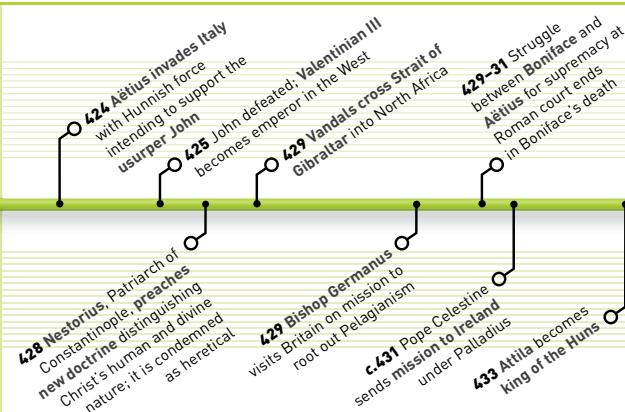 424 Aëtius invades Italy
with Hunnish force
intending to support the
usurper John
425 John defeated; Valentinian III
becomes emperor in the West
429 Vandals cross Strait of
Gibraltar into North Africa
429–31 Struggle
between Boniface and
Aëtius for supremacy at
Roman court ends
in Boniface's death
428 Nestorius, Patriarch of
Constantinople, preaches
new doctrine distinguishing
Christ's human and divine
nature; it is condemned
as heretical
429 Bishop Germanus
visits Britain on mission to
root out Pelagianism
c.431 Pope Celestine
sends mission to Ireland
under Palladius
433 Attila becomes
king of the Huns